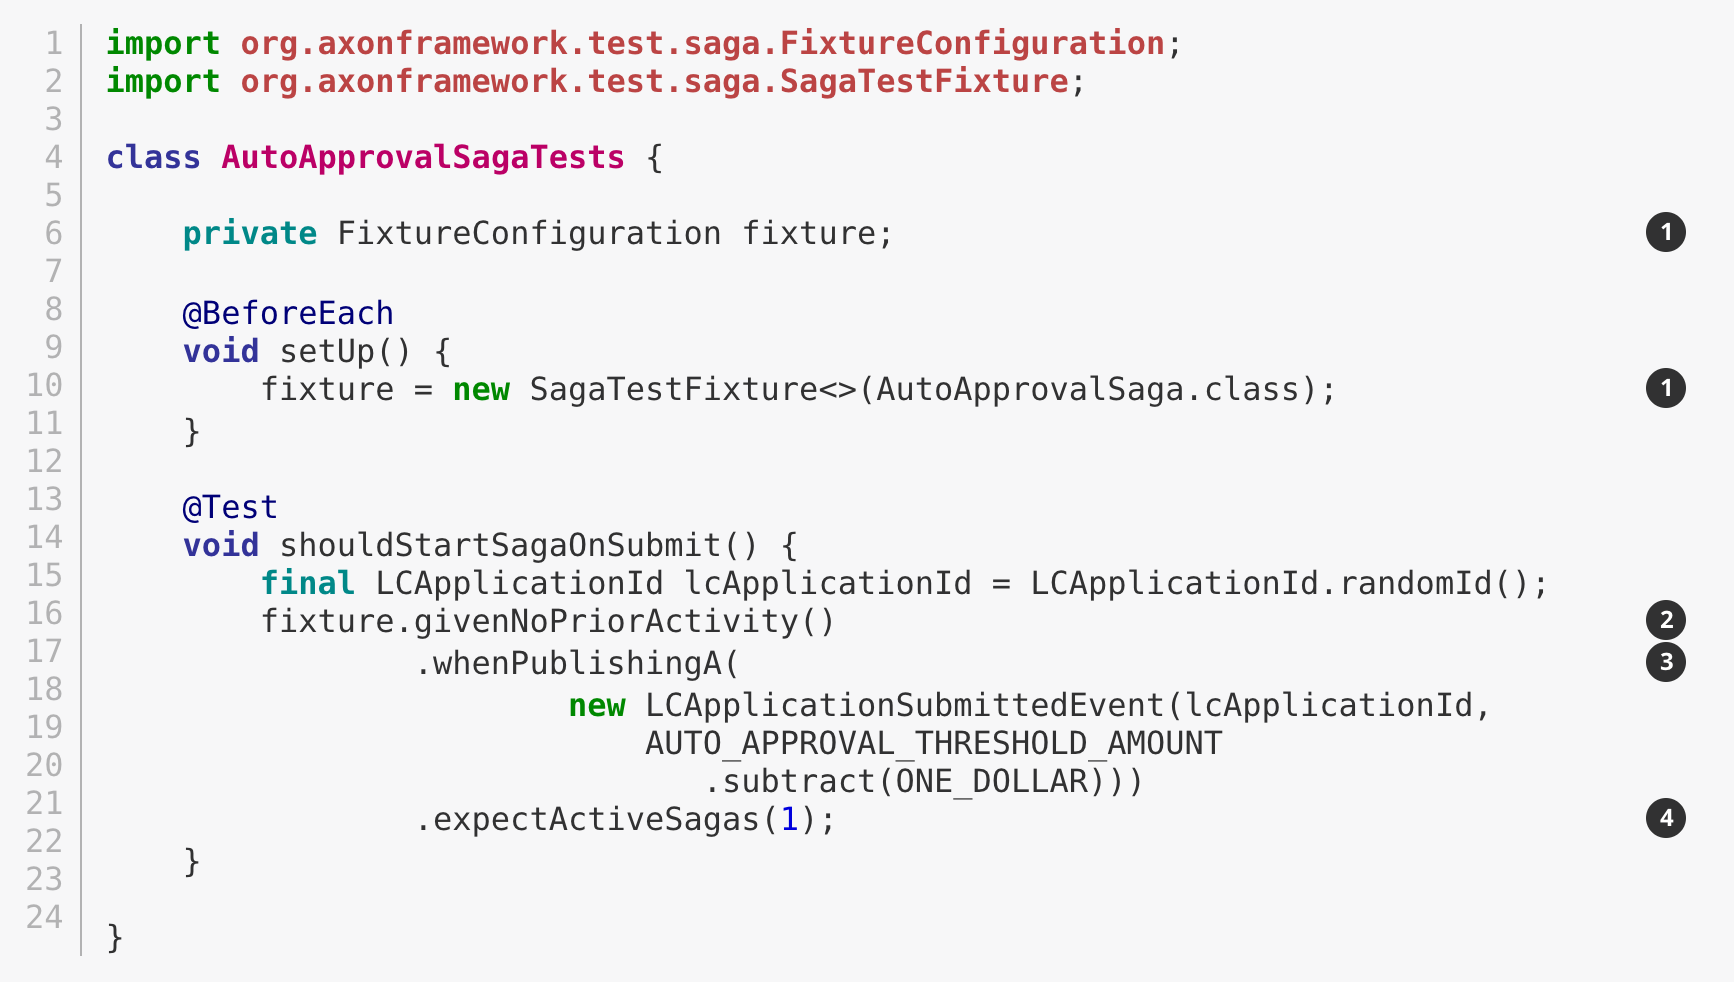 1 import org.axonframework.test.saga.FixtureConfiguration;
2 import org.axonframework.test.saga.SagaTestFixture;
3
4 class AutoApprovalSagaTests {
5
6     private FixtureConfiguration fixture; 1
7
8     @BeforeEach
9     void setUp() {
10         fixture = new SagaTestFixture<>(AutoApprovalSaga.class); 1
11     }
12
13     @Test
14     void shouldStartSagaOnSubmit() {
15         final LCApplicationId lcApplicationId = LCApplicationId.randomId();
16         fixture.givenNoPriorActivity() 2
17                 .whenPublishingA( 3
18                         new LCApplicationSubmittedEvent(lcApplicationId,
19                             AUTO_APPROVAL_THRESHOLD_AMOUNT
20                                .subtract(ONE_DOLLAR)))
21                 .expectActiveSagas(1); 4
22     }
23
24 }